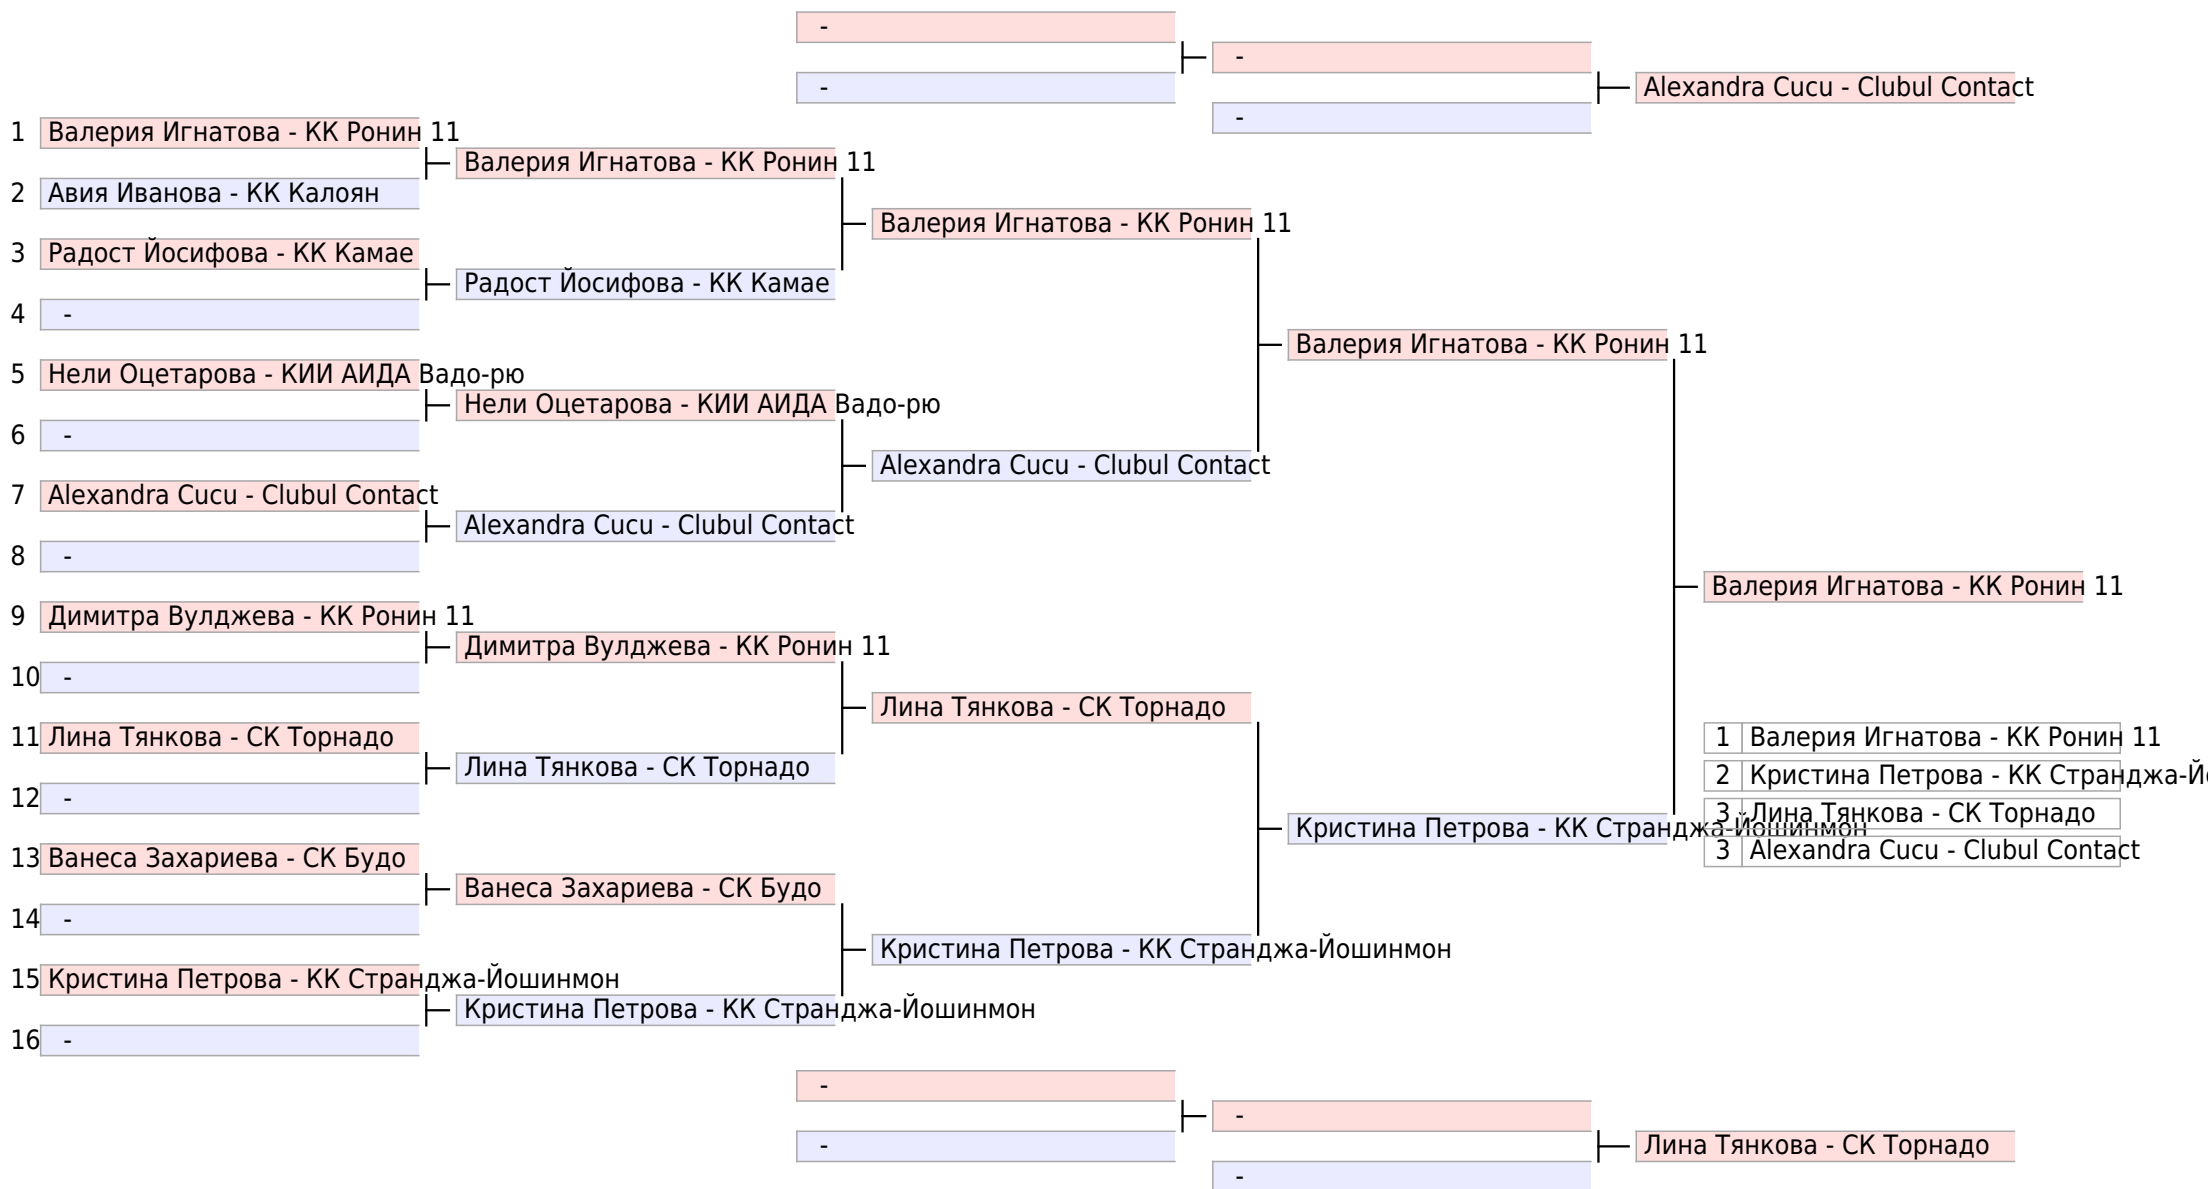 -
-
-
-
Alexandra Cucu - Clubul Contact
1 Валерия Игнатова - КК Ронин 11
2 Авия Иванова - КК Калоян
3 Радост Йосифова - КК Камае
4 -
5 Нели Оцетарова - КИИ АИДА Вадо-рю
6 -
7 Alexandra Cucu - Clubul Contact
8 -
9 Димитра Вулджева - КК Ронин 11
10 -
11 Лина Тянкова - СК Торнадо
12 -
13 Ванеса Захариева - СК Будо
14 -
15 Кристина Петрова - КК Странджа-Йошинмон
16 -
Валерия Игнатова - КК Ронин 11
Радост Йосифова - КК Камае
Нели Оцетарова - КИИ АИДА Вадо-рю
Alexandra Cucu - Clubul Contact
Димитра Вулджева - КК Ронин 11
Лина Тянкова - СК Торнадо
Ванеса Захариева - СК Будо
Кристина Петрова - КК Странджа-Йошинмон
Валерия Игнатова - КК Ронин 11
Alexandra Cucu - Clubul Contact
Лина Тянкова - СК Торнадо
Кристина Петрова - КК Странджа-Йошинмон
Валерия Игнатова - КК Ронин 11
Кристина Петрова - КК Странджа-Йошинмон
Валерия Игнатова - КК Ронин 11
1 Валерия Игнатова - КК Ронин 11
2 Кристина Петрова - КК Странджа-Йо
3 Лина Тянкова - СК Торнадо
3 Alexandra Cucu - Clubul Contact
-
-
-
-
Лина Тянкова - СК Торнадо